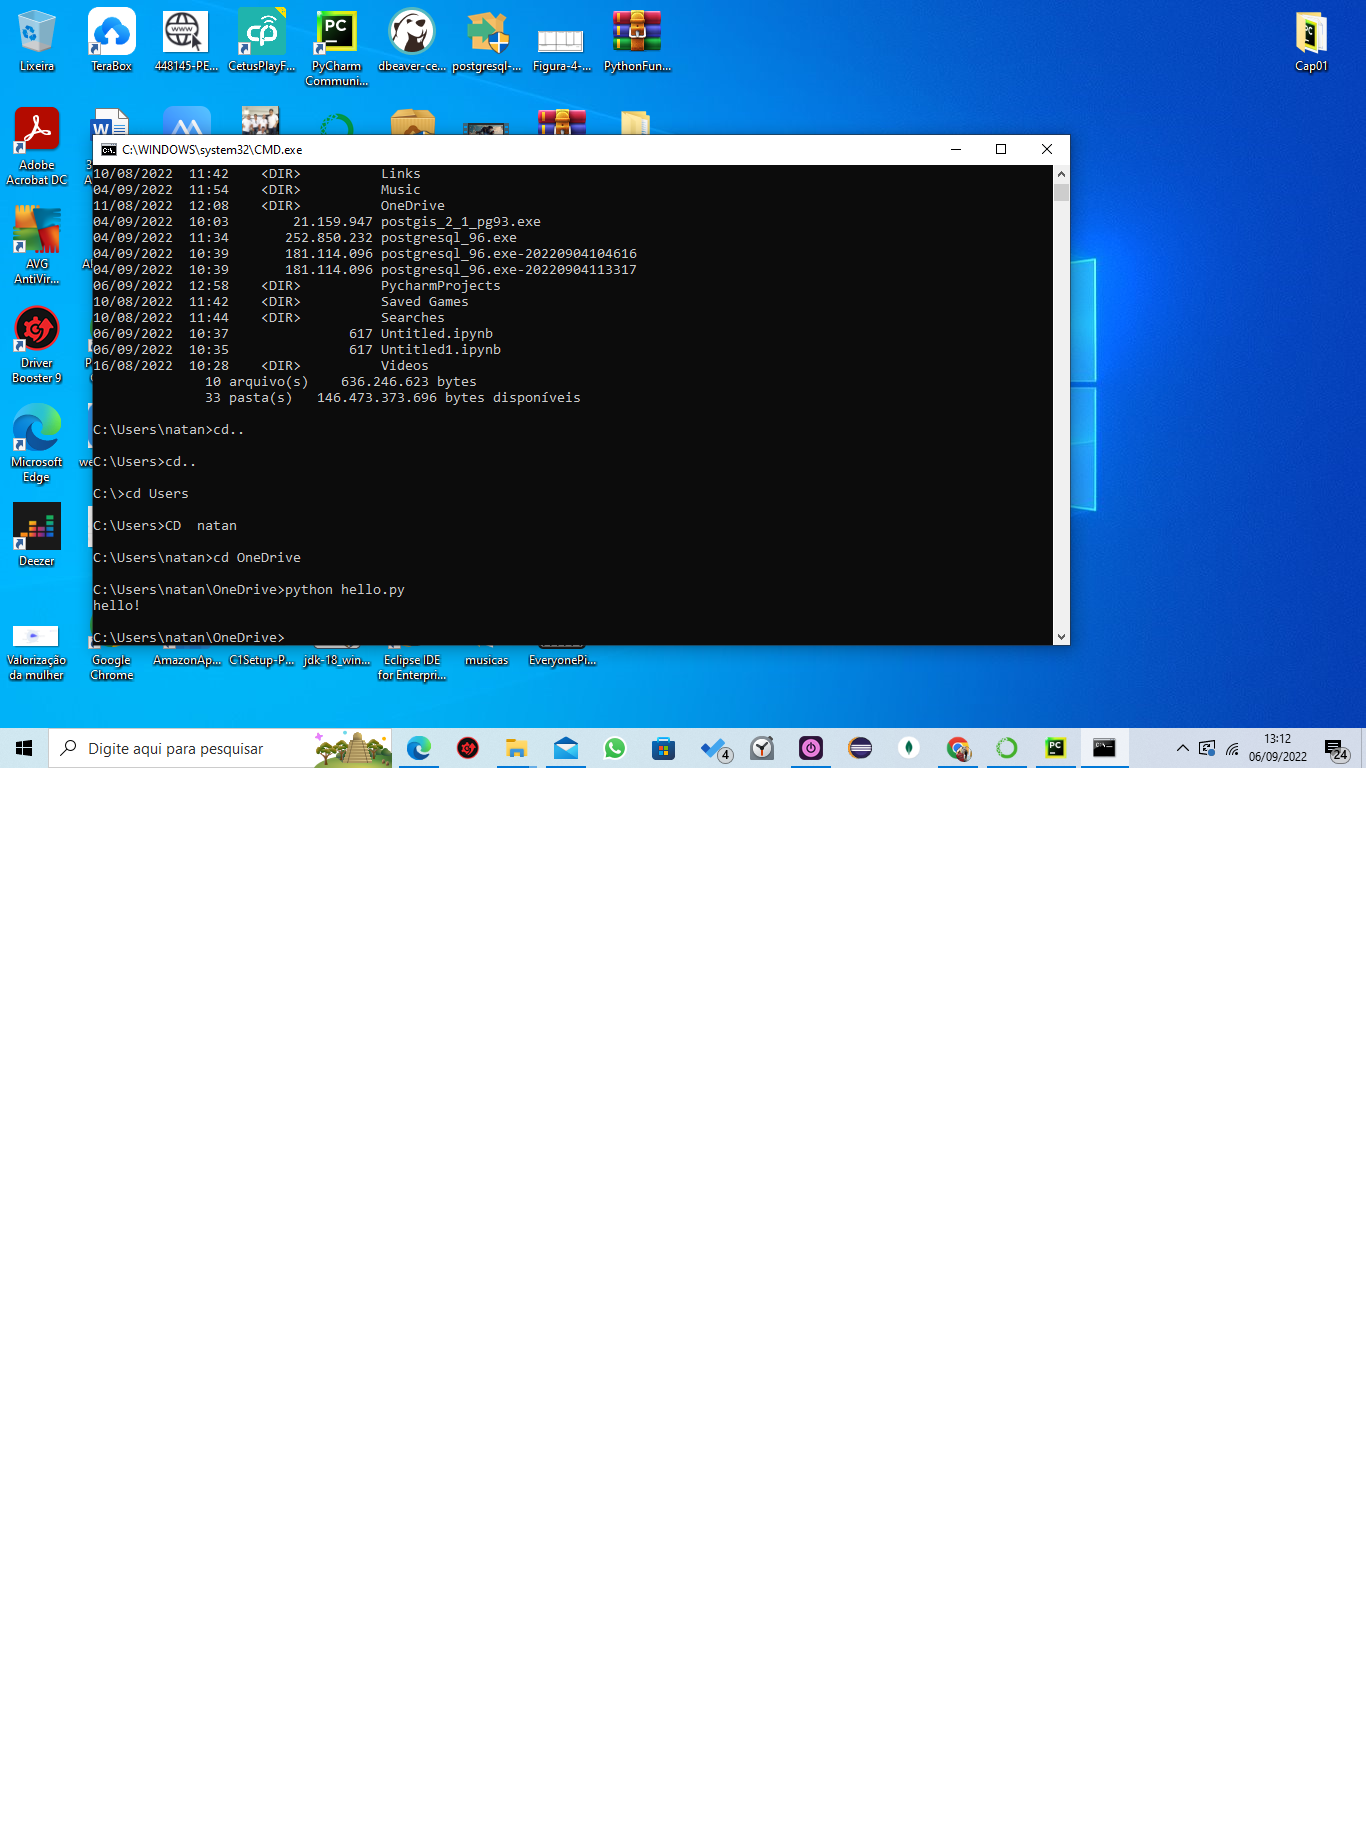 Lixeira
TeraBox
448145-PE...
CetusPlayF...
PyCharm
Communi...
dbeaver-ce...
postgresql-...
Figura-4-...
PythonFun...
Cap01
Adobe
Acrobat DC
AVG
AntiVir...
Driver
Booster 9
Microsoft
Edge
Deezer
C:\WINDOWS\system32\CMD.exe
10/08/2022  11:42    <DIR>          Links
04/09/2022  11:54    <DIR>          Music
11/08/2022  12:08    <DIR>          OneDrive
04/09/2022  10:03        21.159.947 postgis_2_1_pg93.exe
04/09/2022  11:34       252.850.232 postgresql_96.exe
04/09/2022  10:39       181.114.096 postgresql_96.exe-20220904104616
04/09/2022  10:39       181.114.096 postgresql_96.exe-20220904113317
06/09/2022  12:58    <DIR>          PycharmProjects
10/08/2022  11:42    <DIR>          Saved Games
10/08/2022  11:44    <DIR>          Searches
06/09/2022  10:37               617 Untitled.ipynb
06/09/2022  10:35               617 Untitled1.ipynb
16/08/2022  10:28    <DIR>          Videos
10 arquivo(s)    636.246.623 bytes
33 pasta(s)   146.473.373.696 bytes disponíveis
C:\Users\natan>cd..
C:\Users>cd..
C:\>cd Users
C:\Users>CD  natan
C:\Users\natan>cd OneDrive
C:\Users\natan\OneDrive>python hello.py
hello!
C:\Users\natan\OneDrive>
Valorização
da mulher
Google
Chrome
AmazonAp...
C1Setup-P...
jdk-18_win...
Eclipse IDE
for Enterpri...
musicas
EveryonePi...
Digite aqui para pesquisar
4
13:12
06/09/2022
24